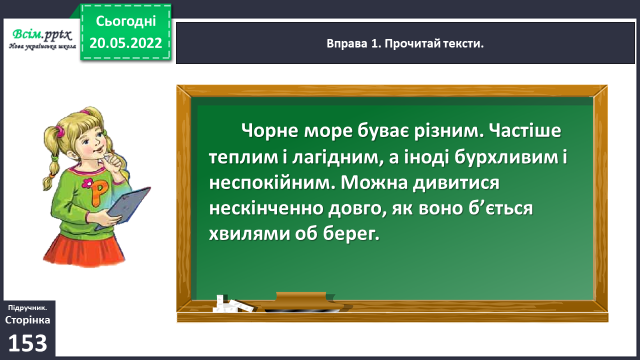 Всім.pptx
Нова українська школа
Сьогодні
20.05.2022
Вправа 1. Прочитай тексти.
Чорне море буває різним. Частіше
теплим і лагідним, а іноді бурхливим і
неспокійним. Можна дивитися
нескінченно довго, як воно б’ється
хвилями об берег.
Р
Підручник.
Сторінка
153